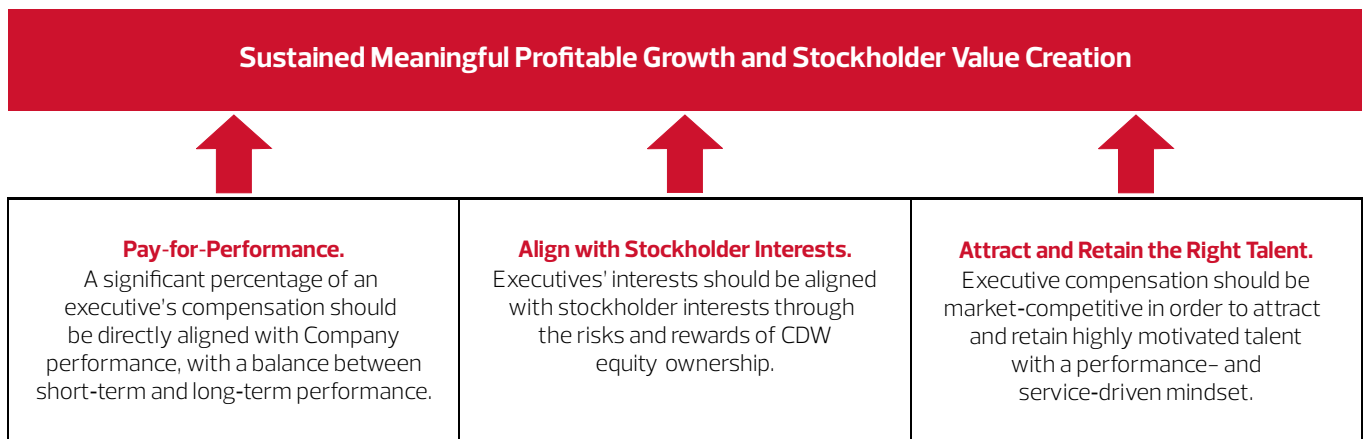 Sustained Meaningful Profitable Growth and Stockholder Value Creation
Pay-for-Performance.
A significant percentage of an
executive's compensation should
be directly aligned with Company
performance, with a balance between
short-term and long-term performance.
Align with Stockholder Interests.
Executives' interests should be aligned
with stockholder interests through
the risks and rewards of CDW
equity ownership.
Attract and Retain the Right Talent.
Executive compensation should be
market-competitive in order to attract
and retain highly motivated talent
with a performance- and
service-driven mindset.